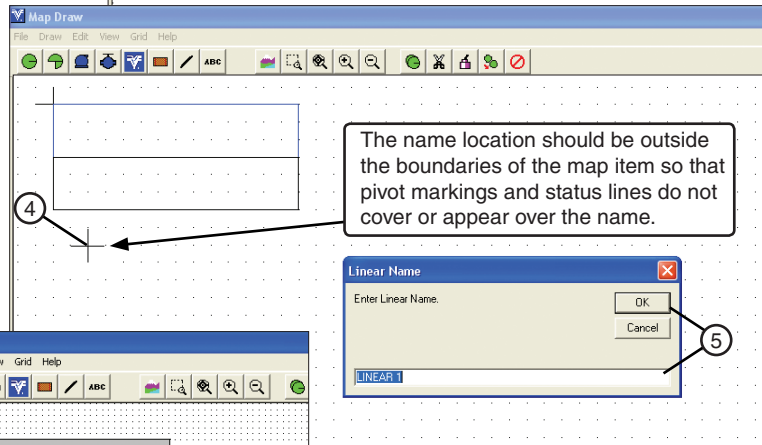 Map Draw
File Draw Edit View Grid Help
ABC
The name location should be outside
the boundaries of the map item so that
pivot markings and status lines do not
cover or appear over the name.
4
Linear Name
Enter Linear Name.
OK
Cancel
5
LINEAR 1
Grid Help
ABC